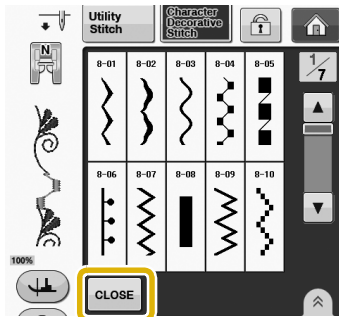 Utility
Stitch
Character
Decorative
Stitch
N
1/7
8-01 8-02 8-03 8-04 8-05
8-06 8-07 8-08 8-09 8-10
100%
CLOSE